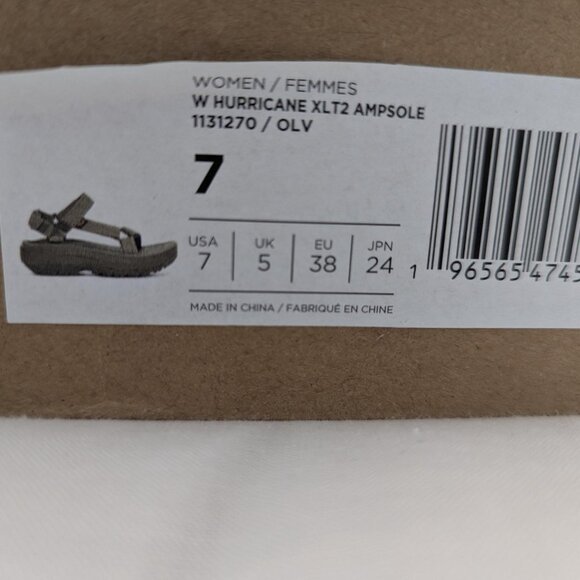 WOMEN / FEMMES
W HURRICANE XLT2 AMPSOLE
1131270 / OLV
7
USA UK EU JPN
7 5 38 24
1 96565 4745
MADE IN CHINA / FABRIQUÉ EN CHINE